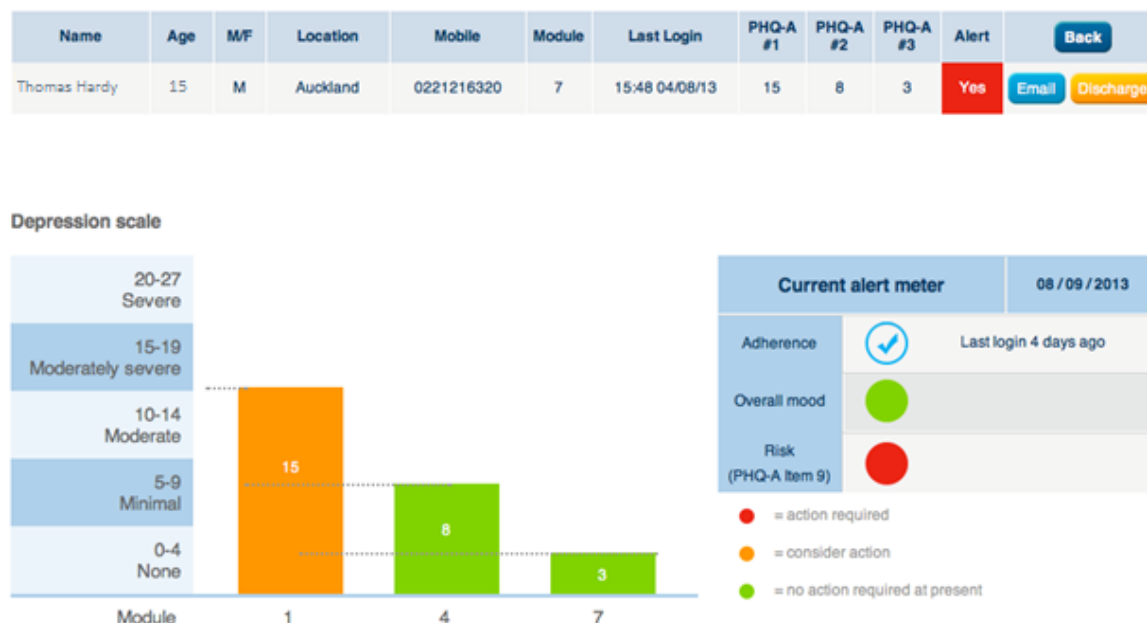 Name Age M/F Location Mobile Module Last Login PHQ-A #1 PHQ-A #2 PHQ-A #3 Alert Back
Thomas Hardy 15 M Auckland 0221216320 7 15:48 04/08/13 15 8 3 Yes Email Discharge
Depression scale
20-27
Severe
15-19
Moderately severe
10-14
Moderate
5-9
Minimal
0-4
None
15
8
3
Module 1 4 7
Current alert meter 08/09/2013
Adherence Last login 4 days ago
Overall mood
Risk
(PHQ-A Item 9)
= action required
= consider action
= no action required at present